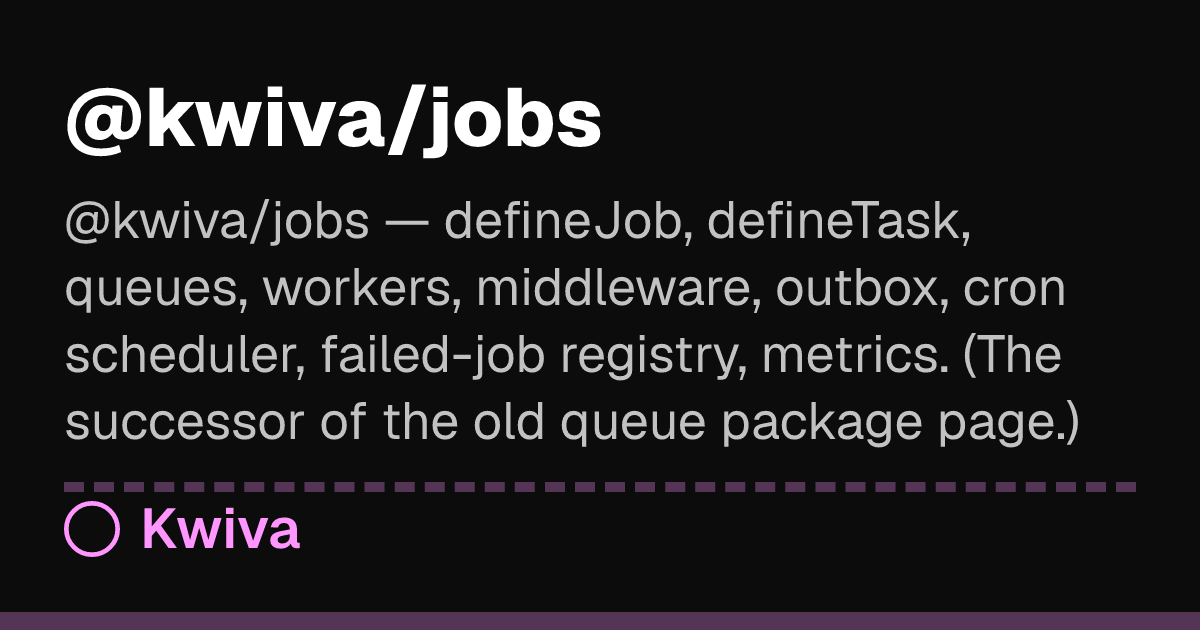 @kwiva/jobs
@kwiva/jobs — defineJob, defineTask,
queues, workers, middleware, outbox, cron
scheduler, failed-job registry, metrics. (The
successor of the old queue package page.)
Kwiva